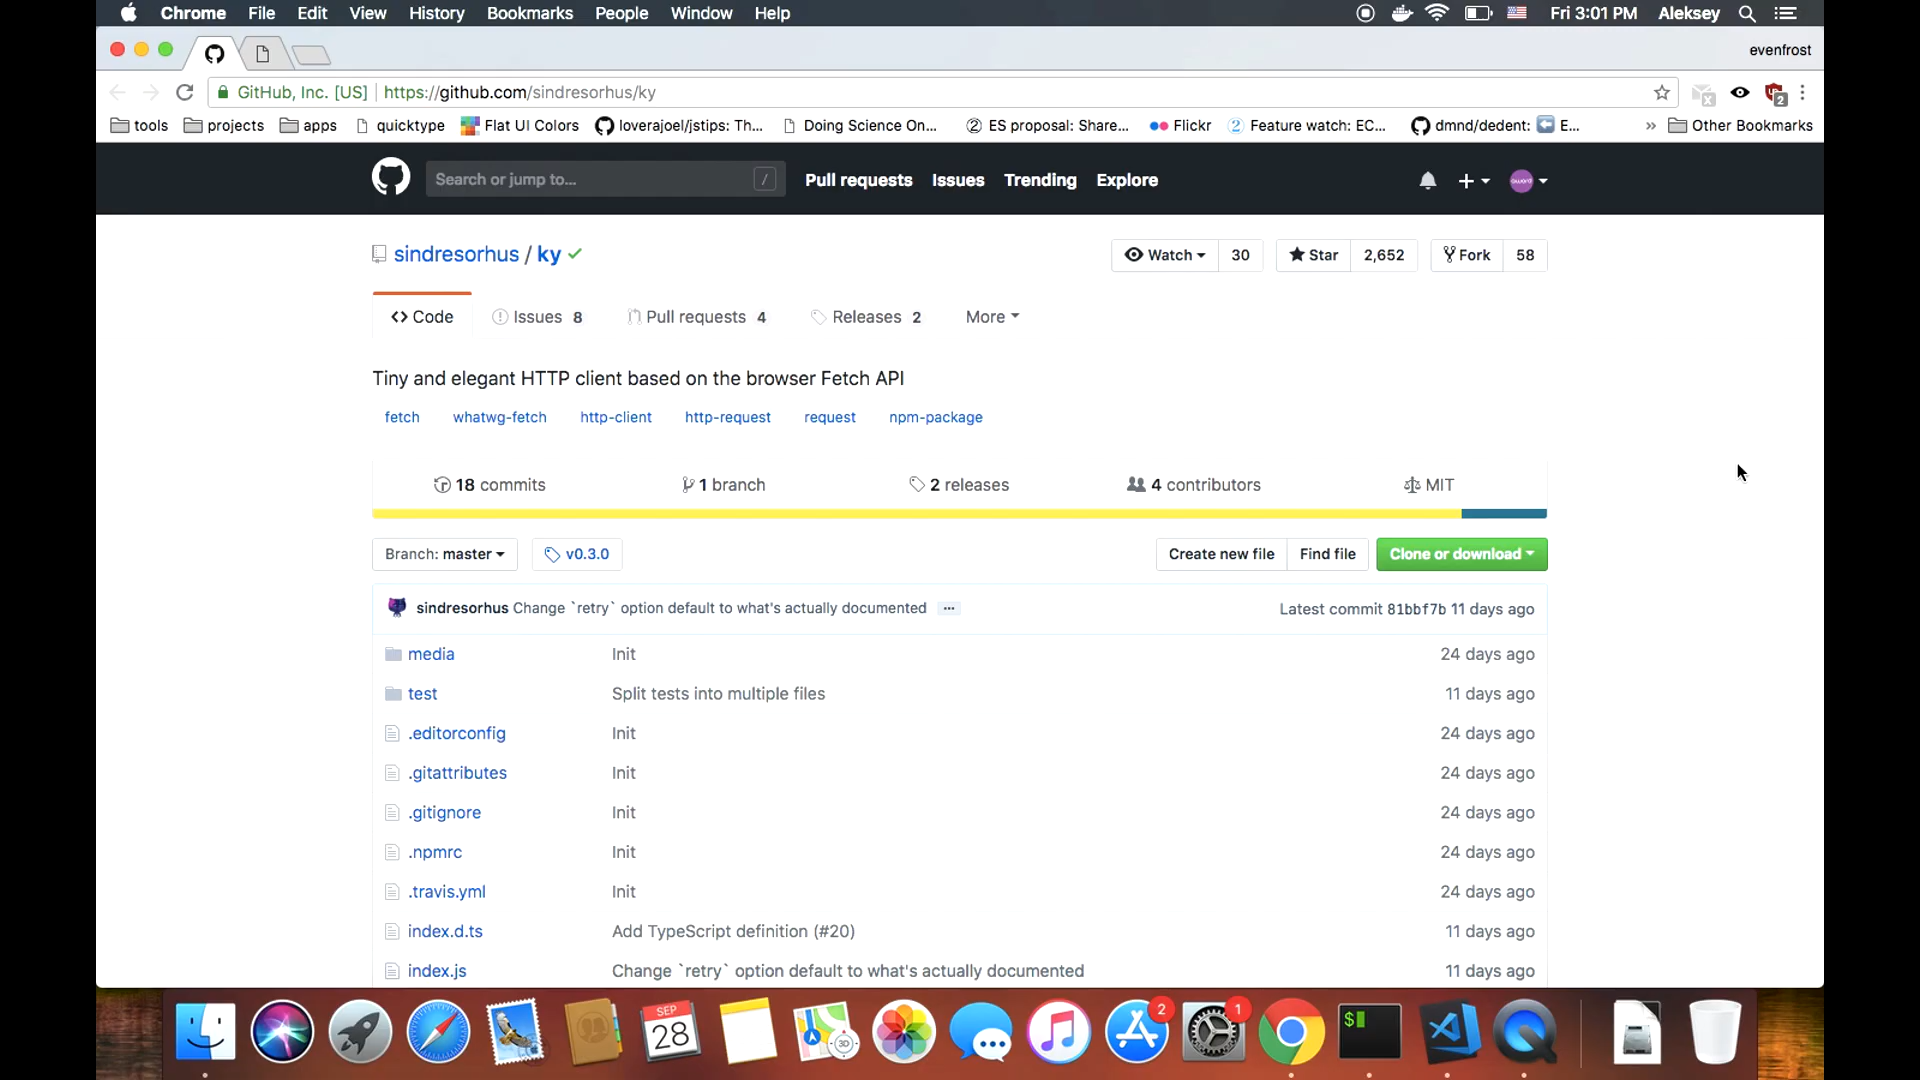 Chrome File Edit View History Bookmarks People Window Help Fri 3:01 PM Aleksey
evenfrost
GitHub, Inc. [US] https://github.com/sindresorhus/ky 2
tools projects apps quicktype Flat UI Colors loverajoel/jstips: Th... Doing Science On... ES proposal: Share... Flickr Feature watch: EC... dmnd/dedent: E... » Other Bookmarks
Search or jump to... / Pull requests Issues Trending Explore
sindresorhus / ky Watch 30 Star 2,652 Fork 58
Code Issues 8 Pull requests 4 Releases 2 More
Tiny and elegant HTTP client based on the browser Fetch API
fetch whatwg-fetch http-client http-request request npm-package
18 commits 1 branch 2 releases 4 contributors MIT
Branch: master v0.3.0 Create new file Find file Clone or download
sindresorhus Change `retry` option default to what's actually documented ... Latest commit 81bbf7b 11 days ago
media Init 24 days ago
test Split tests into multiple files 11 days ago
.editorconfig Init 24 days ago
.gitattributes Init 24 days ago
.gitignore Init 24 days ago
.npmrc Init 24 days ago
.travis.yml Init 24 days ago
index.d.ts Add TypeScript definition (#20) 11 days ago
index.js Change `retry` option default to what's actually documented 11 days ago
SEP 2 1 $
28 3D